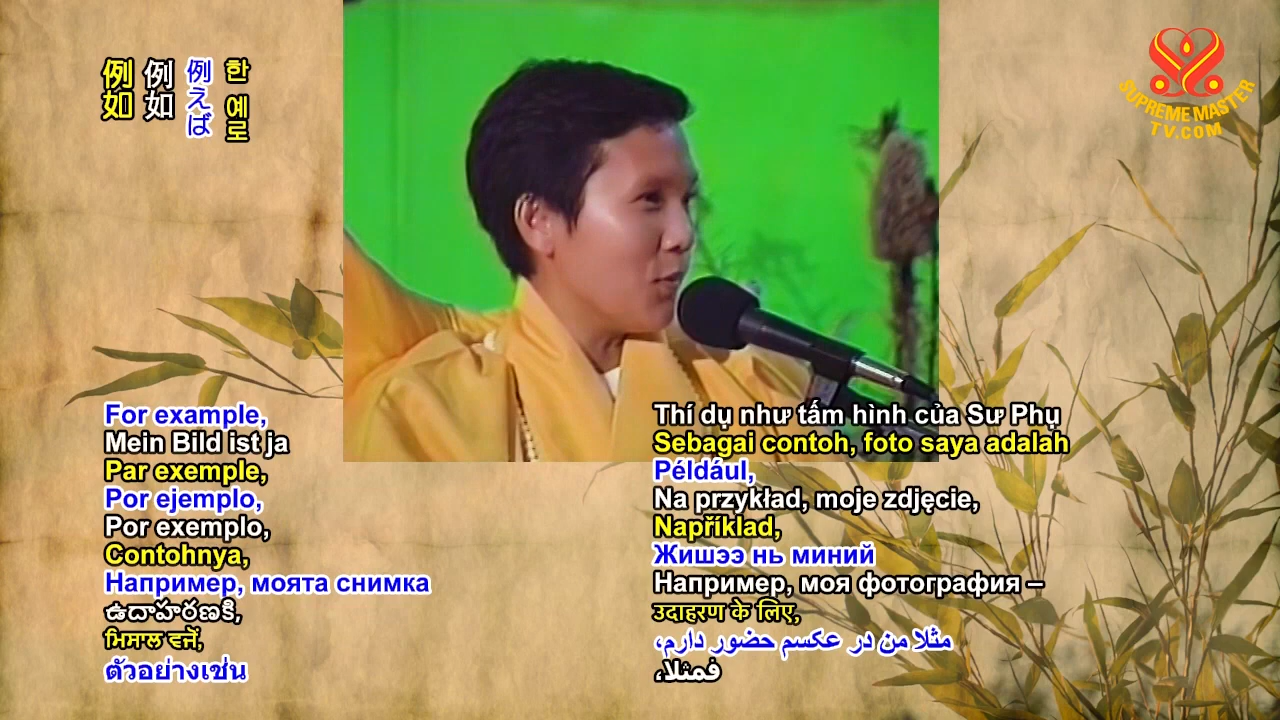 例如
例如
例えば
한 예로
SUPREME MASTER
TV.COM
For example,
Mein Bild ist ja
Par exemple,
Por ejemplo,
Por exemplo,
Contohnya,
Например, моята снимка
ఉదాహరణకి,
ਮਿਸਾਲ ਵਜੋਂ,
ตัวอย่างเช่น
Thí dụ như tấm hình của Sư Phụ
Sebagai contoh, foto saya adalah
Például,
Na przykład, moje zdjęcie,
Například,
Жишээ нь миний
Например, моя фотография –
उदाहरण के लिए,
مثلا من در عکسم حضور دارم،
فمثلا،